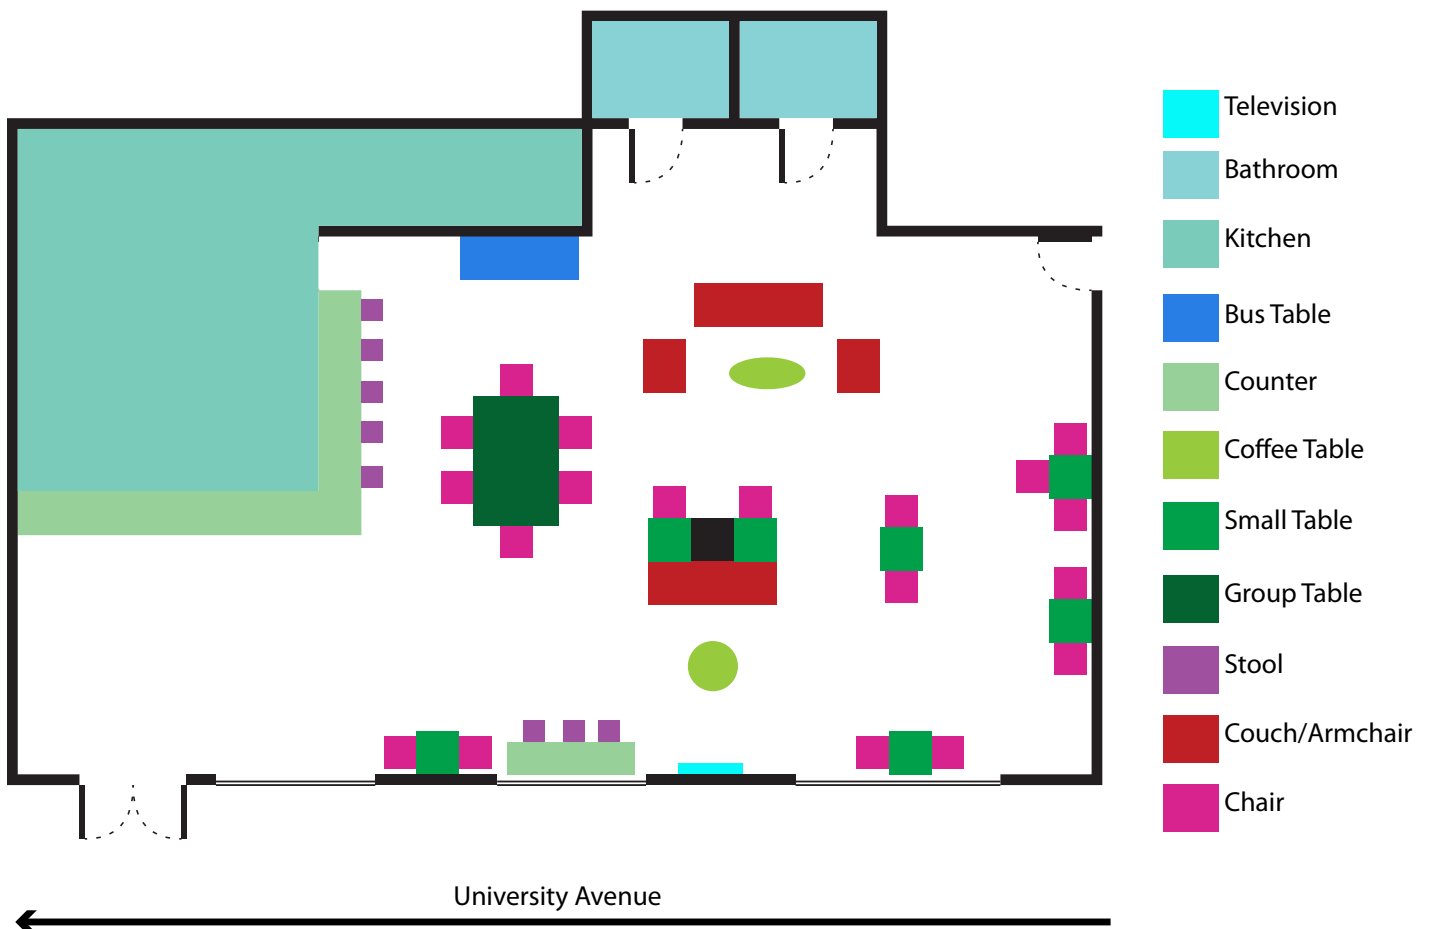 Television
Bathroom
Kitchen
Bus Table
Counter
Coffee Table
Small Table
Group Table
Stool
Couch/Armchair
Chair
University Avenue